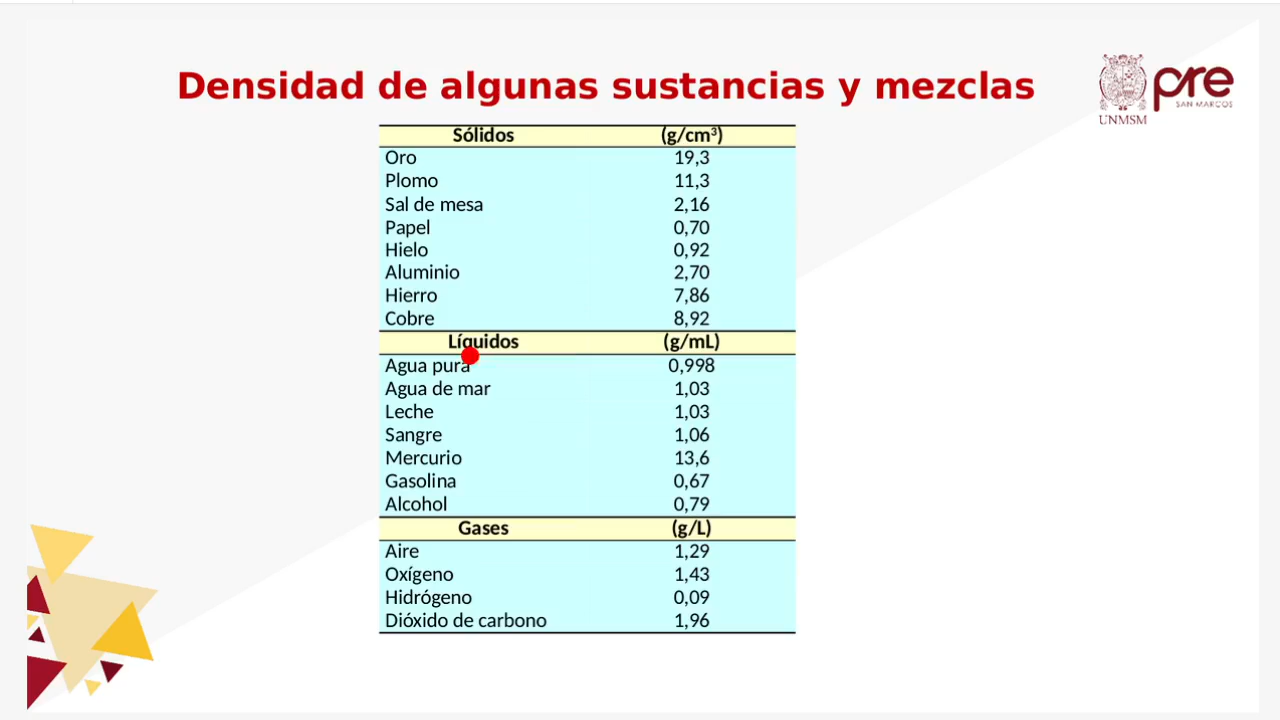 Densidad de algunas sustancias y mezclas
UNMSM
pre
SAN MARCOS
Sólidos (g/cm³)
Oro 19,3
Plomo 11,3
Sal de mesa 2,16
Papel 0,70
Hielo 0,92
Aluminio 2,70
Hierro 7,86
Cobre 8,92
Líquidos (g/mL)
Agua pura 0,998
Agua de mar 1,03
Leche 1,03
Sangre 1,06
Mercurio 13,6
Gasolina 0,67
Alcohol 0,79
Gases (g/L)
Aire 1,29
Oxígeno 1,43
Hidrógeno 0,09
Dióxido de carbono 1,96